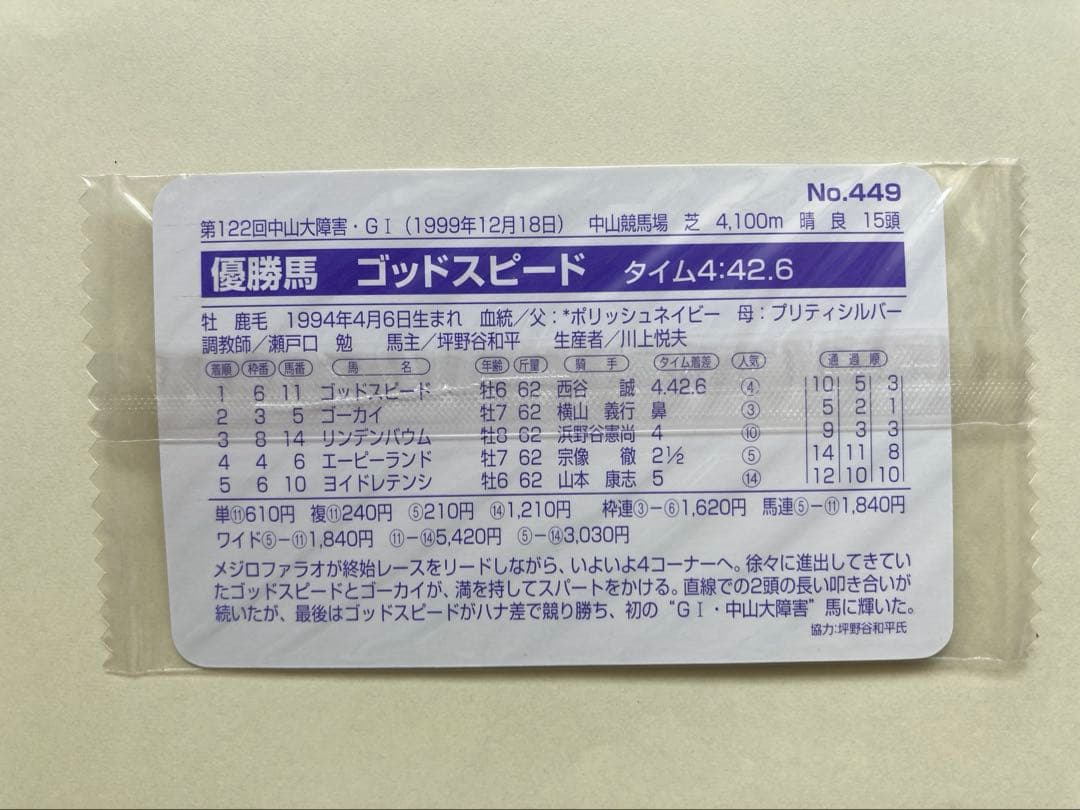 No.449
第122回中山大障害・GⅠ（1999年12月18日） 中山競馬場 芝 4,100m 晴 良 15頭
優勝馬 ゴッドスピード タイム4:42.6
牡 鹿毛 1994年4月6日生まれ 血統／父：*ポリッシュネイビー 母：プリティシルバー
調教師／瀬戸口 勉 馬主／坪野谷和平 生産者／川上悦夫
着順 枠番 馬番 馬名 年齢 斤量 騎手 タイム着差 人気 通過順
1 6 11 ゴッドスピード 牡6 62 西谷 誠 4.42.6 ④ 10 5 3
2 3 5 ゴーカイ 牡7 62 横山 義行 鼻 ③ 5 2 1
3 8 14 リンデンバウム 牡8 62 浜野谷憲尚 4 ⑩ 9 3 3
4 4 6 エーピーランド 牡7 62 宗像 徹 2½ ⑤ 14 11 8
5 6 10 ヨイドレテンシ 牡6 62 山本 康志 5 ⑭ 12 10 10
単⑪610円 複⑪240円 ⑤210円 ⑭1,210円 枠連③−⑥1,620円 馬連⑤−⑪1,840円
ワイド⑤−⑪1,840円 ⑪−⑭5,420円 ⑤−⑭3,030円
メジロファラオが終始レースをリードしながら、いよいよ4コーナーへ。徐々に進出してきてい
たゴッドスピードとゴーカイが、満を持してスパートをかける。直線での2頭の長い叩き合いが
続いたが、最後はゴッドスピードがハナ差で競り勝ち、初の“GⅠ・中山大障害”馬に輝いた。
協力:坪野谷和平氏